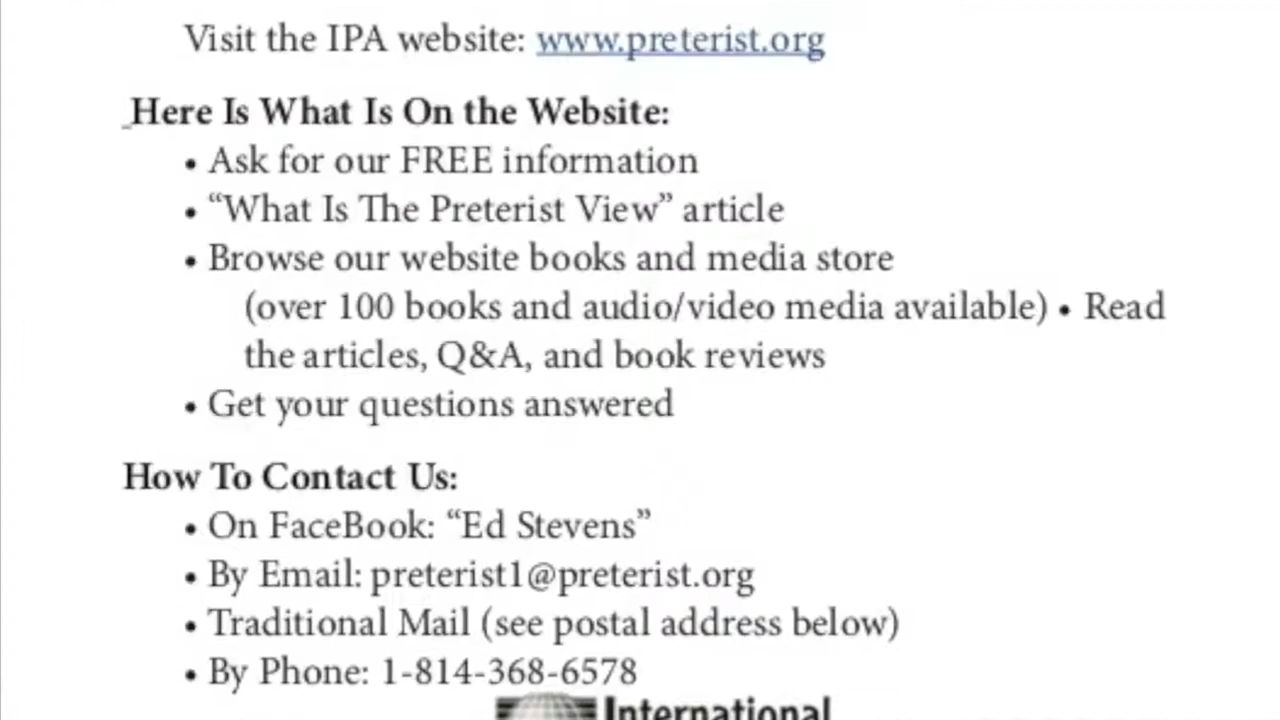 Visit the IPA website: www.preterist.org
Here Is What Is On the Website:
• Ask for our FREE information
• “What Is The Preterist View” article
• Browse our website books and media store
(over 100 books and audio/video media available) • Read
the articles, Q&A, and book reviews
• Get your questions answered
How To Contact Us:
• On FaceBook: “Ed Stevens”
• By Email: preterist1@preterist.org
• Traditional Mail (see postal address below)
• By Phone: 1-814-368-6578
International